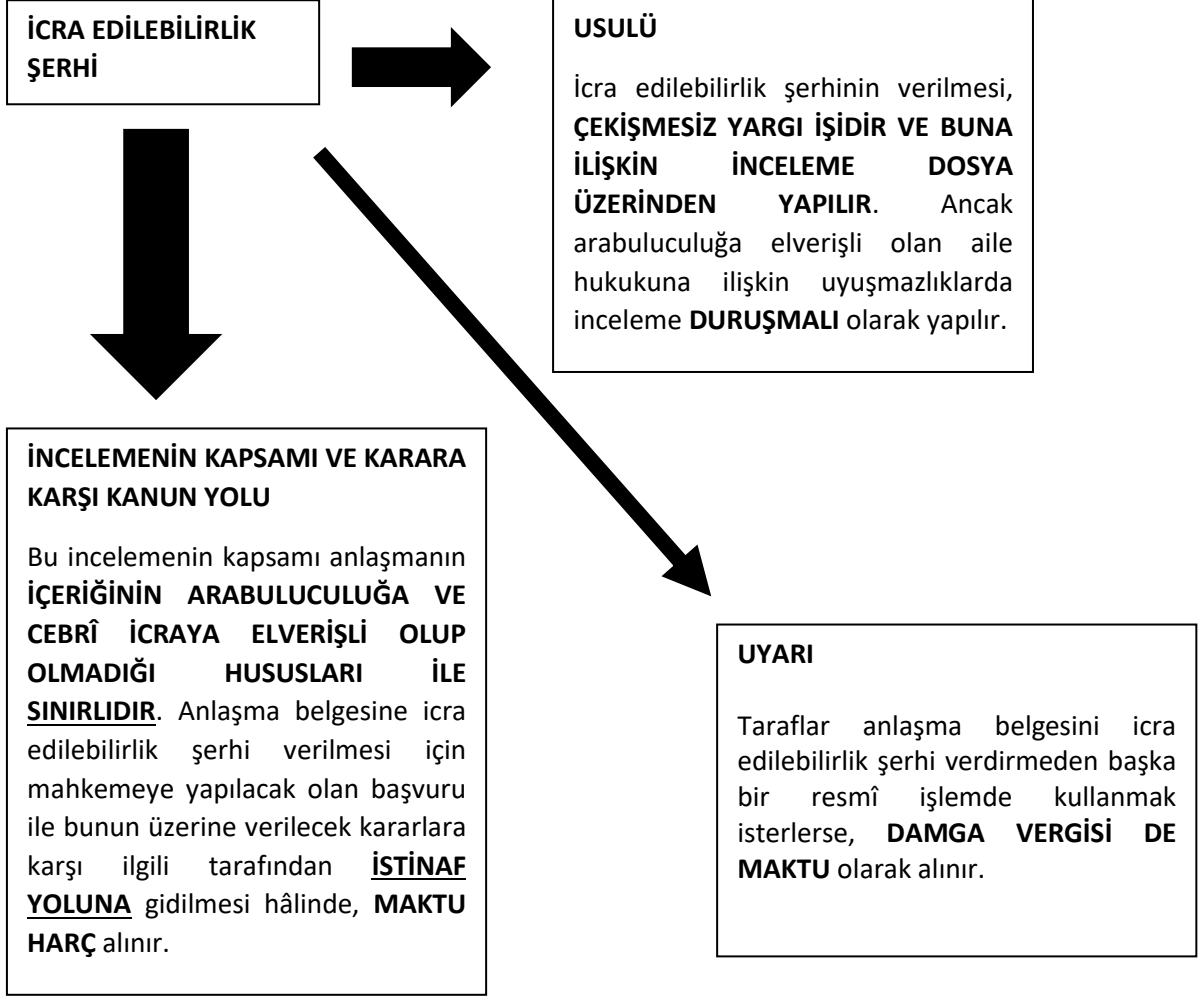 İCRA EDİLEBİLİRLİK
ŞERHİ
USULÜ
İcra edilebilirlik şerhinin verilmesi,
ÇEKİŞMESİZ YARGI İŞİDİR VE BUNA
İLİŞKİN İNCELEME DOSYA
ÜZERİNDEN YAPILIR. Ancak
arabuluculuğa elverişli olan aile
hukukuna ilişkin uyuşmazlıklarda
inceleme DURUŞMALI olarak yapılır.
İNCELEMENİN KAPSAMI VE KARARA
KARŞI KANUN YOLU
Bu incelemenin kapsamı anlaşmanın
İÇERİĞİNİN ARABULUCULUĞA VE
CEBRÎ İCRAYA ELVERİŞLİ OLUP
OLMADIĞI HUSUSLARI İLE
SINIRLIDIR. Anlaşma belgesine icra
edilebilirlik şerhi verilmesi için
mahkemeye yapılacak olan başvuru
ile bunun üzerine verilecek kararlara
karşı ilgili tarafından İSTİNAF
YOLUNA gidilmesi hâlinde, MAKTU
HARÇ alınır.
UYARI
Taraflar anlaşma belgesini icra
edilebilirlik şerhi verdirmeden başka
bir resmî işlemde kullanmak
isterlerse, DAMGA VERGİSİ DE
MAKTU olarak alınır.